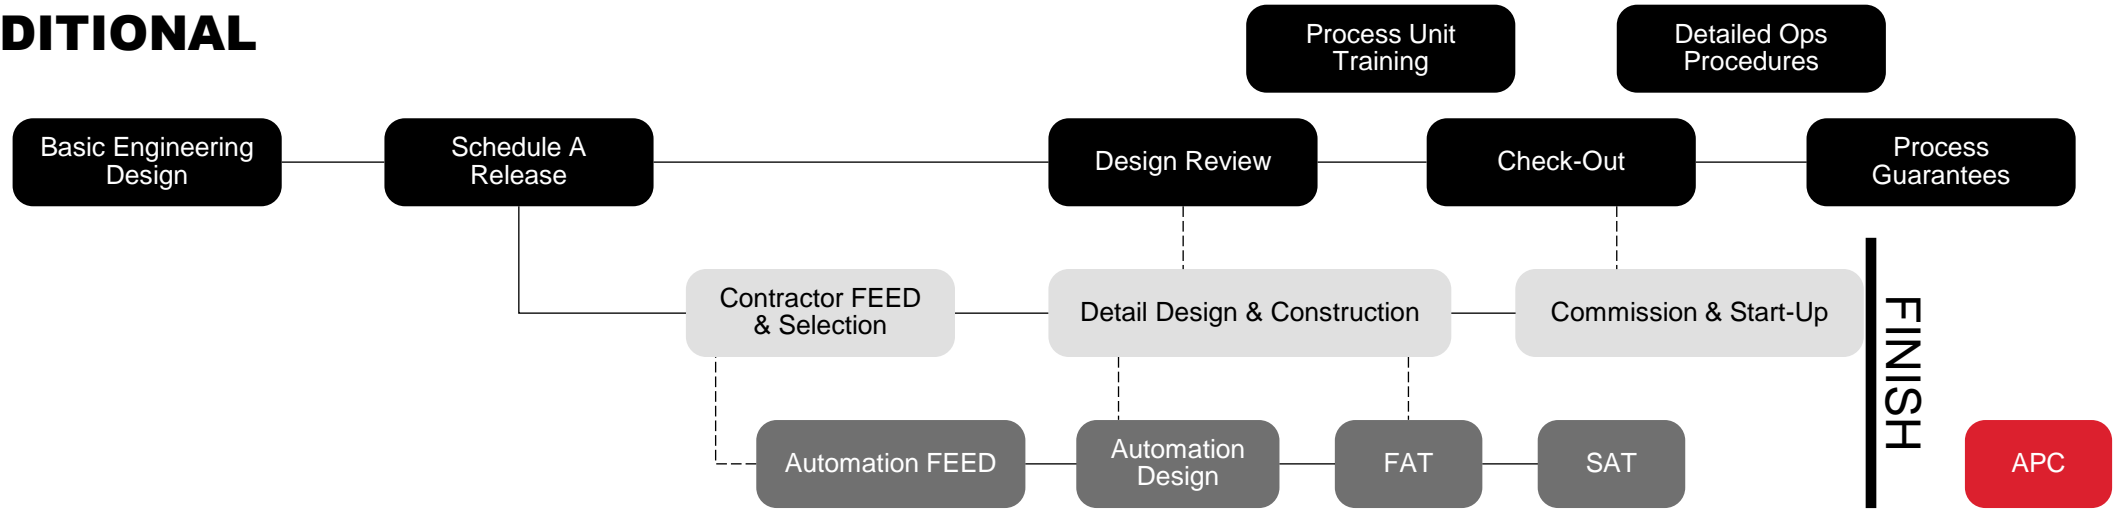 DITIONAL
Process Unit
Training
Detailed Ops
Procedures
Basic Engineering
Design
Schedule A
Release
Design Review
Check-Out
Process
Guarantees
Contractor FEED
& Selection
Detail Design & Construction
Commission & Start-Up
FINISH
Automation FEED
Automation
Design
FAT
SAT
APC